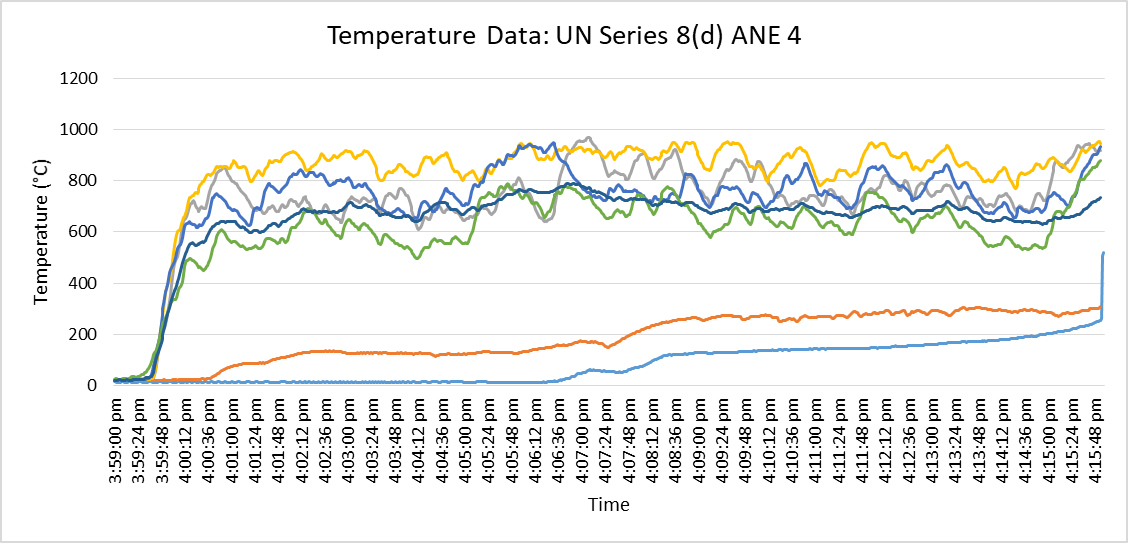 Temperature Data: UN Series 8(d) ANE 4
1200
1000
800
600
400
200
0
Temperature (°C)
3:59:00 pm
3:59:24 pm
3:59:48 pm
4:00:12 pm
4:00:36 pm
4:01:00 pm
4:01:24 pm
4:01:48 pm
4:02:12 pm
4:02:36 pm
4:03:00 pm
4:03:24 pm
4:03:48 pm
4:04:12 pm
4:04:36 pm
4:05:00 pm
4:05:24 pm
4:05:48 pm
4:06:12 pm
4:06:36 pm
4:07:00 pm
4:07:24 pm
4:07:48 pm
4:08:12 pm
4:08:36 pm
4:09:00 pm
4:09:24 pm
4:09:48 pm
4:10:12 pm
4:10:36 pm
4:11:00 pm
4:11:24 pm
4:11:48 pm
4:12:12 pm
4:12:36 pm
4:13:00 pm
4:13:24 pm
4:13:48 pm
4:14:12 pm
4:14:36 pm
4:15:00 pm
4:15:24 pm
4:15:48 pm
Time